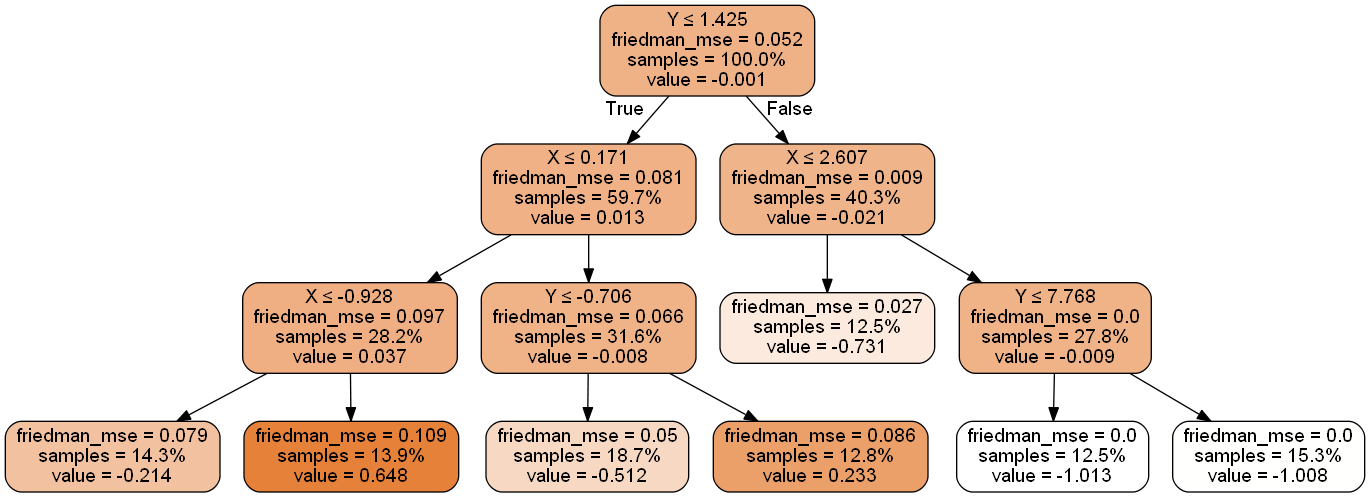 Y ≤ 1.425
friedman_mse = 0.052
samples = 100.0%
value = -0.001
True
False
X ≤ 0.171
friedman_mse = 0.081
samples = 59.7%
value = 0.013
X ≤ 2.607
friedman_mse = 0.009
samples = 40.3%
value = -0.021
X ≤ -0.928
friedman_mse = 0.097
samples = 28.2%
value = 0.037
Y ≤ -0.706
friedman_mse = 0.066
samples = 31.6%
value = -0.008
friedman_mse = 0.027
samples = 12.5%
value = -0.731
Y ≤ 7.768
friedman_mse = 0.0
samples = 27.8%
value = -0.009
friedman_mse = 0.079
samples = 14.3%
value = -0.214
friedman_mse = 0.109
samples = 13.9%
value = 0.648
friedman_mse = 0.05
samples = 18.7%
value = -0.512
friedman_mse = 0.086
samples = 12.8%
value = 0.233
friedman_mse = 0.0
samples = 12.5%
value = -1.013
friedman_mse = 0.0
samples = 15.3%
value = -1.008